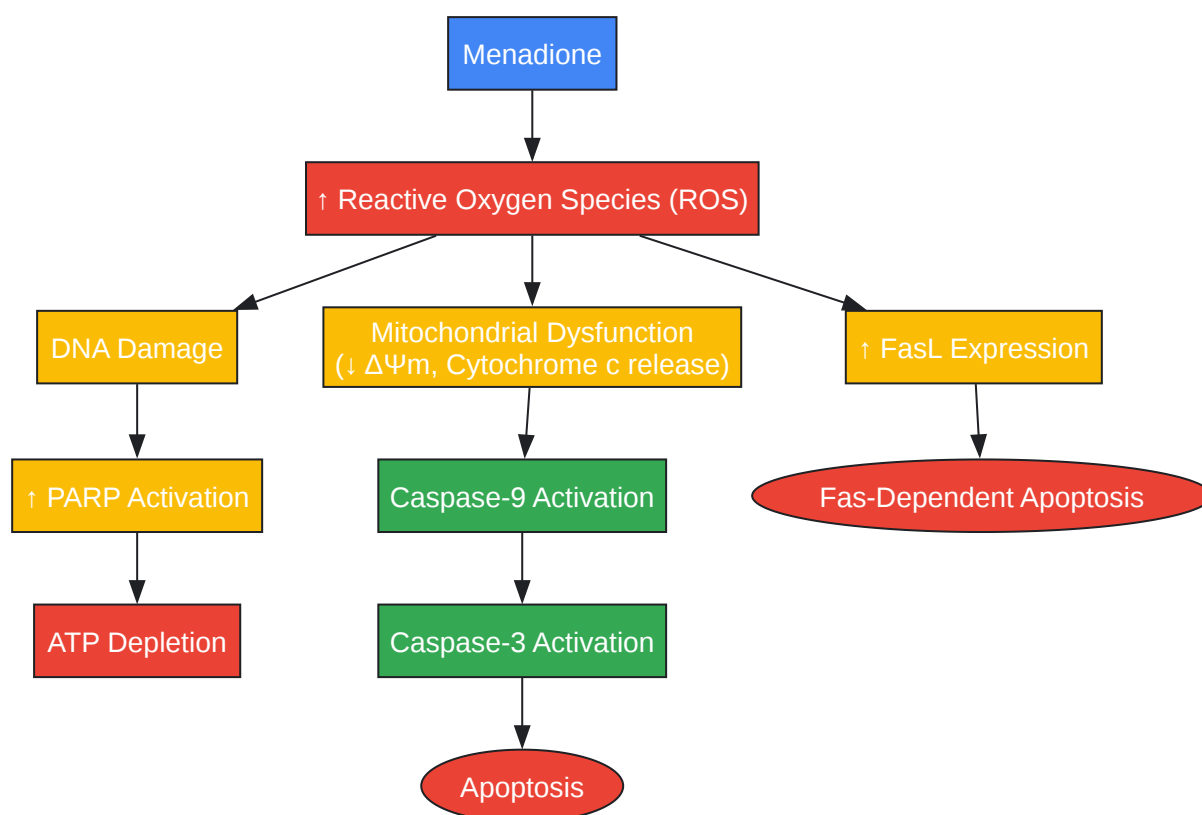 Menadione
↑ Reactive Oxygen Species (ROS)
DNA Damage
Mitochondrial Dysfunction
(↓ ΔΨm, Cytochrome c release)
↑ FasL Expression
↑ PARP Activation
Caspase-9 Activation
Fas-Dependent Apoptosis
ATP Depletion
Caspase-3 Activation
Apoptosis